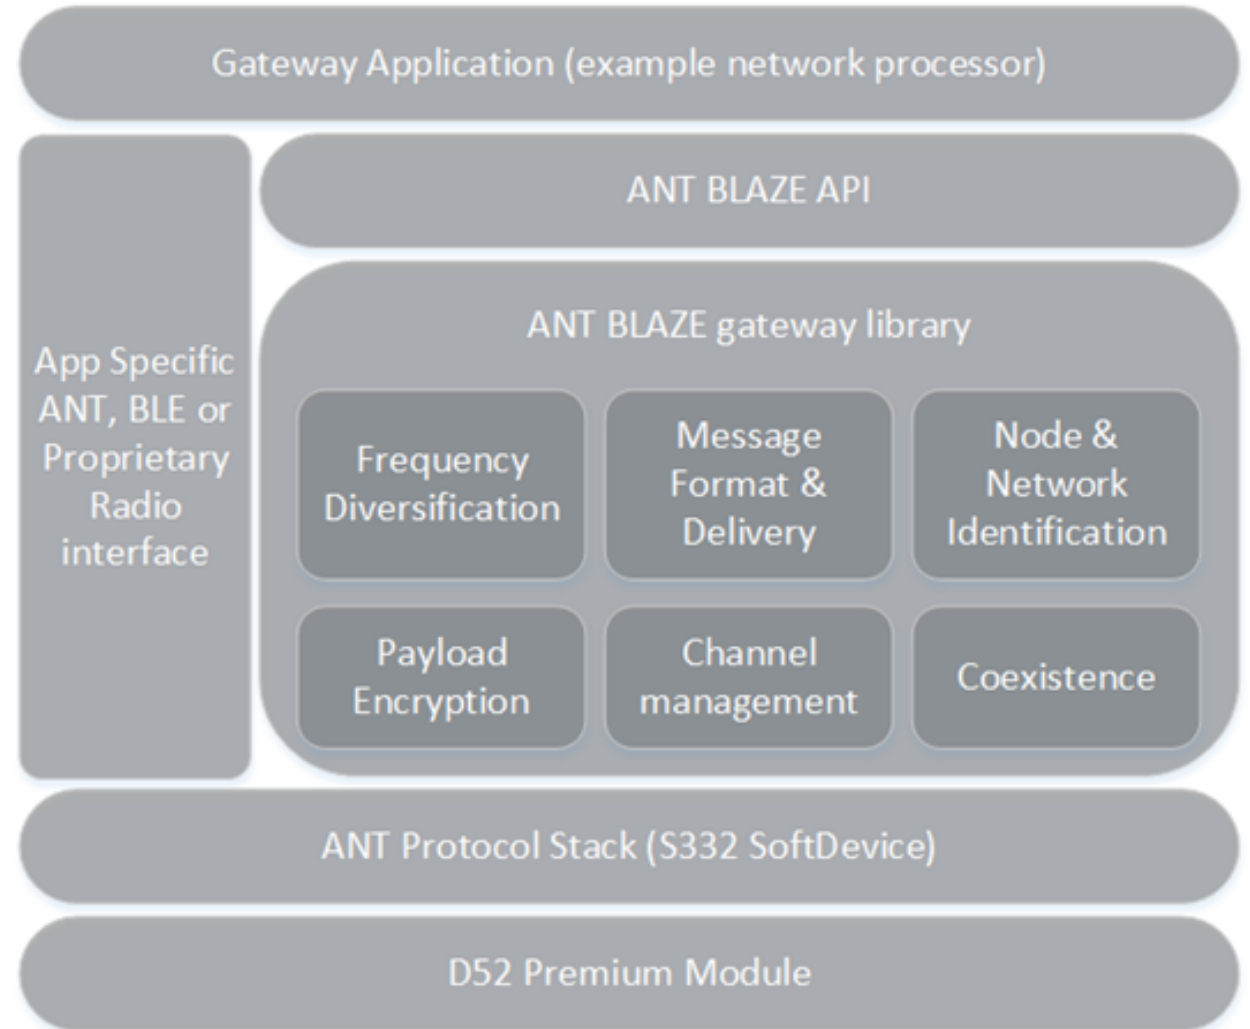 Gateway Application (example network processor)
ANT BLAZE API
App Specific
ANT, BLE or
Proprietary
Radio
interface
ANT BLAZE gateway library
Frequency
Diversification
Message
Format &
Delivery
Node &
Network
Identification
Payload
Encryption
Channel
management
Coexistence
ANT Protocol Stack (S332 SoftDevice)
D52 Premium Module